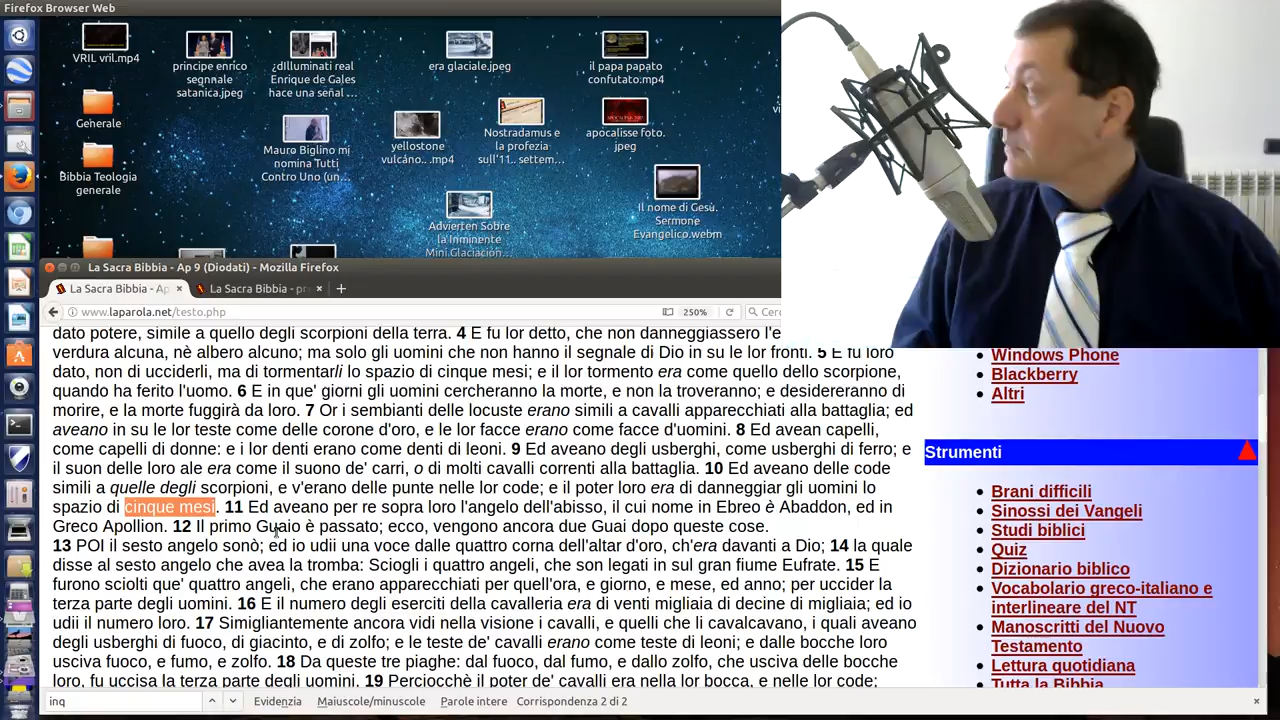 Firefox Browser Web
VRIL vril.mp4
principe enrico
segnnale
satanica.jpeg
¿dIlluminati real
Enrique de Gales
hace una señal ...
era glaciale.jpeg
il papa papato
confutato.mp4
Generale
Mauro Biglino mi
nomina Tutti
Contro Uno (un...
yellostone
vulcáno.. .mp4
Nostradamus e
la profezia
sull'11.. settem...
apocalisse foto.
jpeg
Bibbia Teologia
generale
Advierten Sobre
la Inminente
Mini Glaciacion...
Il nome di Gesù.
Sermone
Evangelico.webm
La Sacra Bibbia - Ap 9 (Diodati) - Mozilla Firefox
La Sacra Bibbia - Ap
×
La Sacra Bibbia - pr
×
+
www.laparola.net/testo.php
250%
Cerc
dato potere, simile a quello degli scorpioni della terra. 4 E fu lor detto, che non danneggiassero l'e
verdura alcuna, nè albero alcuno; ma solo gli uomini che non hanno il segnale di Dio in su le lor fronti. 5 E fu loro
dato, non di ucciderli, ma di tormentarli lo spazio di cinque mesi; e il lor tormento era come quello dello scorpione,
quando ha ferito l'uomo. 6 E in que' giorni gli uomini cercheranno la morte, e non la troveranno; e desidereranno di
morire, e la morte fuggirà da loro. 7 Or i sembianti delle locuste erano simili a cavalli apparecchiati alla battaglia; ed
aveano in su le lor teste come delle corone d'oro, e le lor facce erano come facce d'uomini. 8 Ed avean capelli,
come capelli di donne: e i lor denti erano come denti di leoni. 9 Ed aveano degli usberghi, come usberghi di ferro; e
il suon delle loro ale era come il suono de' carri, o di molti cavalli correnti alla battaglia. 10 Ed aveano delle code
simili a quelle degli scorpioni, e v'erano delle punte nelle lor code; e il poter loro era di danneggiar gli uomini lo
spazio di cinque mesi. 11 Ed aveano per re sopra loro l'angelo dell'abisso, il cui nome in Ebreo è Abaddon, ed in
Greco Apollion. 12 Il primo Guaio è passato; ecco, vengono ancora due Guai dopo queste cose.
13 POI il sesto angelo sonò; ed io udii una voce dalle quattro corna dell'altar d'oro, ch'era davanti a Dio; 14 la quale
disse al sesto angelo che avea la tromba: Sciogli i quattro angeli, che son legati in sul gran fiume Eufrate. 15 E
furono sciolti que' quattro angeli, che erano apparecchiati per quell'ora, e giorno, e mese, ed anno; per uccider la
terza parte degli uomini. 16 E il numero degli eserciti della cavalleria era di venti migliaia di decine di migliaia; ed io
udii il numero loro. 17 Simigliantemente ancora vidi nella visione i cavalli, e quelli che li cavalcavano, i quali aveano
degli usberghi di fuoco, di giacinto, e di zolfo; e le teste de' cavalli erano come teste di leoni; e dalle bocche loro
usciva fuoco, e fumo, e zolfo. 18 Da queste tre piaghe: dal fuoco, dal fumo, e dallo zolfo, che usciva delle bocche
loro, fu uccisa la terza parte degli uomini. 19 Perciocchè il poter de' cavalli era nella lor bocca, e nelle lor code;
Windows Phone
Blackberry
Altri
Strumenti
Brani difficili
Sinossi dei Vangeli
Studi biblici
Quiz
Dizionario biblico
Vocabolario greco-italiano e
interlineare del NT
Manoscritti del Nuovo
Testamento
Lettura quotidiana
Tutta la Bibbia
inq
Evidenzia
Maiuscole/minuscole
Parole intere
Corrispondenza 2 di 2
×